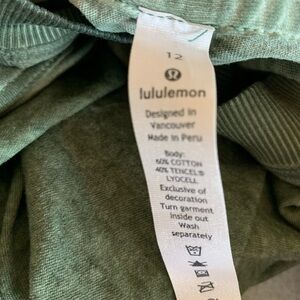 12
lululemon
Designed in
Vancouver
Made in Peru
Body:
60% COTTON
40% TENCEL®
LYOCELL
Exclusive of
decoration
Turn garment
inside out
Wash
separately